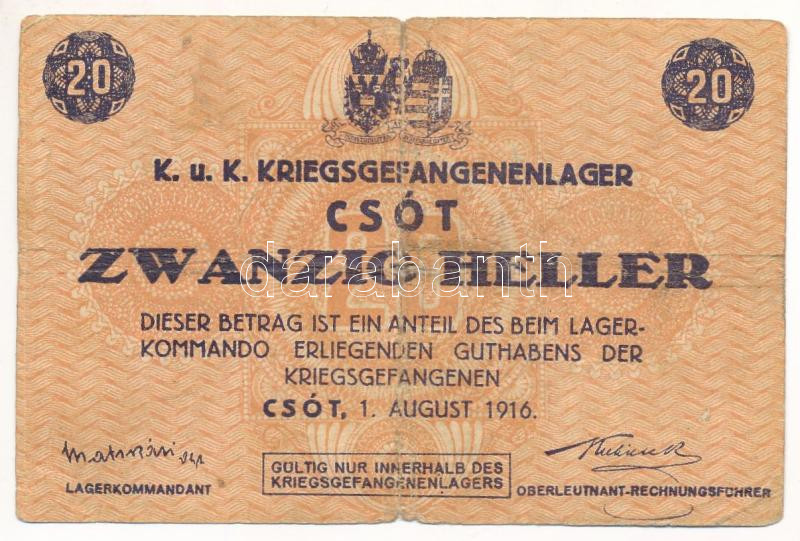 20 20
K. u. K. KRIEGSGEFANGENENLAGER
CSÓT
ZWANZIG HELLER
darabanth
DIESER BETRAG IST EIN ANTEIL DES BEIM LAGER-
KOMMANDO ERLIEGENDEN GUTHABENS DER
KRIEGSGEFANGENEN
CSÓT, 1. AUGUST 1916.
LAGERKOMMANDANT
GÜLTIG NUR INNERHALB DES
KRIEGSGEFANGENENLAGERS
OBERLEUTNANT-RECHNUNGSFÜHRER